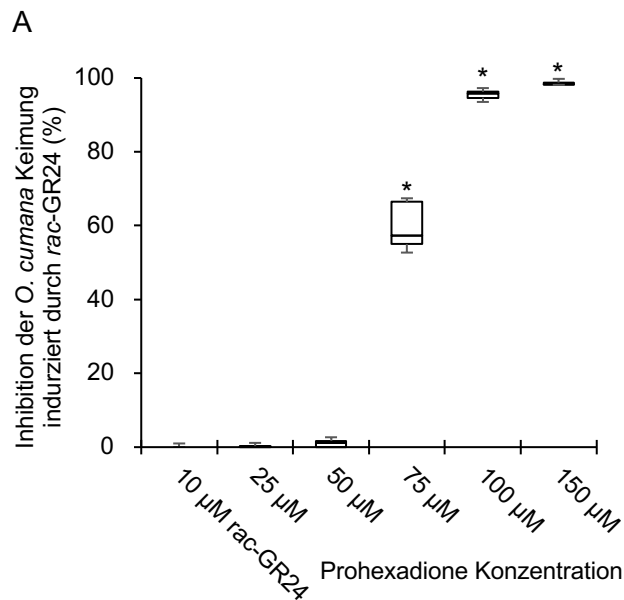 A
Inhibition der O. cumana Keimung
indurziert durch rac-GR24 (%)
100
80
60
40
20
0
*
*
*
10 µM rac-GR24
25 µM
50 µM
75 µM
100 µM
150 µM
Prohexadione Konzentration